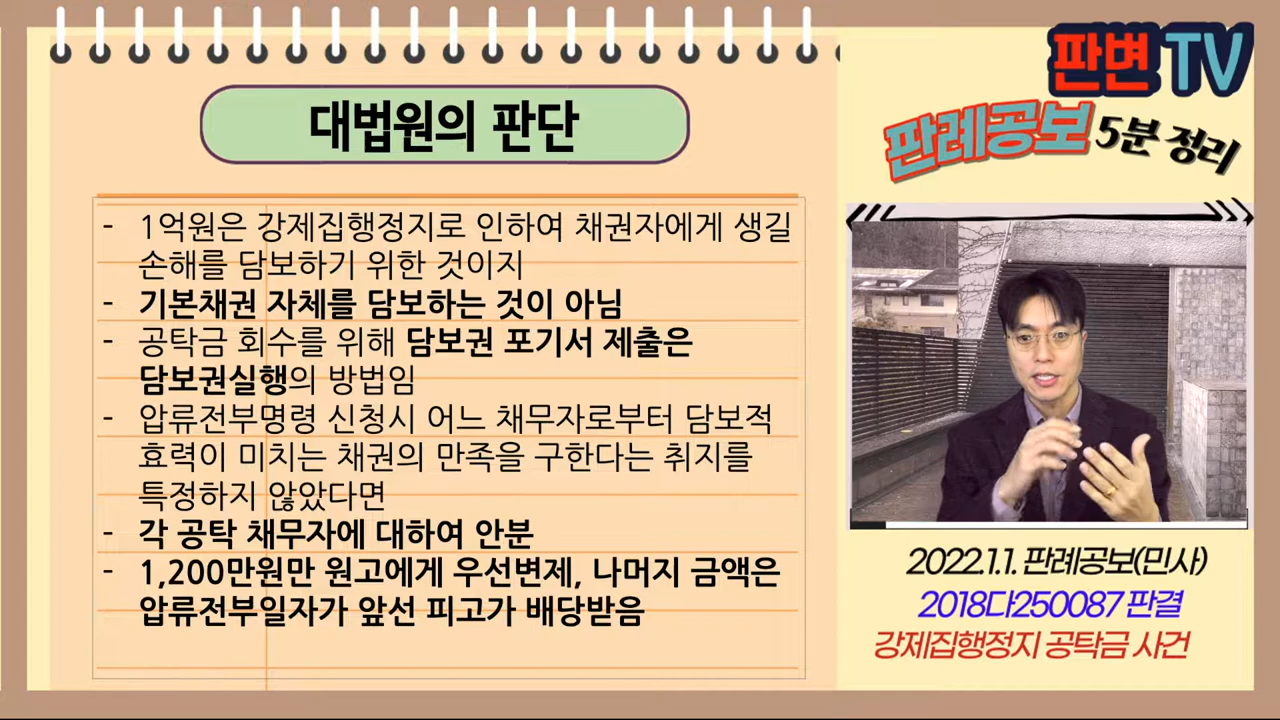 대법원의 판단
- 1억원은 강제집행정지로 인하여 채권자에게 생길
손해를 담보하기 위한 것이지
- 기본채권 자체를 담보하는 것이 아님
- 공탁금 회수를 위해 담보권 포기서 제출은
담보권실행의 방법임
- 압류전부명령 신청시 어느 채무자로부터 담보적
효력이 미치는 채권의 만족을 구한다는 취지를
특정하지 않았다면
- 각 공탁 채무자에 대하여 안분
- 1,200만원만 원고에게 우선변제, 나머지 금액은
압류전부일자가 앞선 피고가 배당받음
판변 TV
판례공보 5분 정리
2022.1.1. 판례공보(민사)
2018다250087 판결
강제집행정지 공탁금 사건